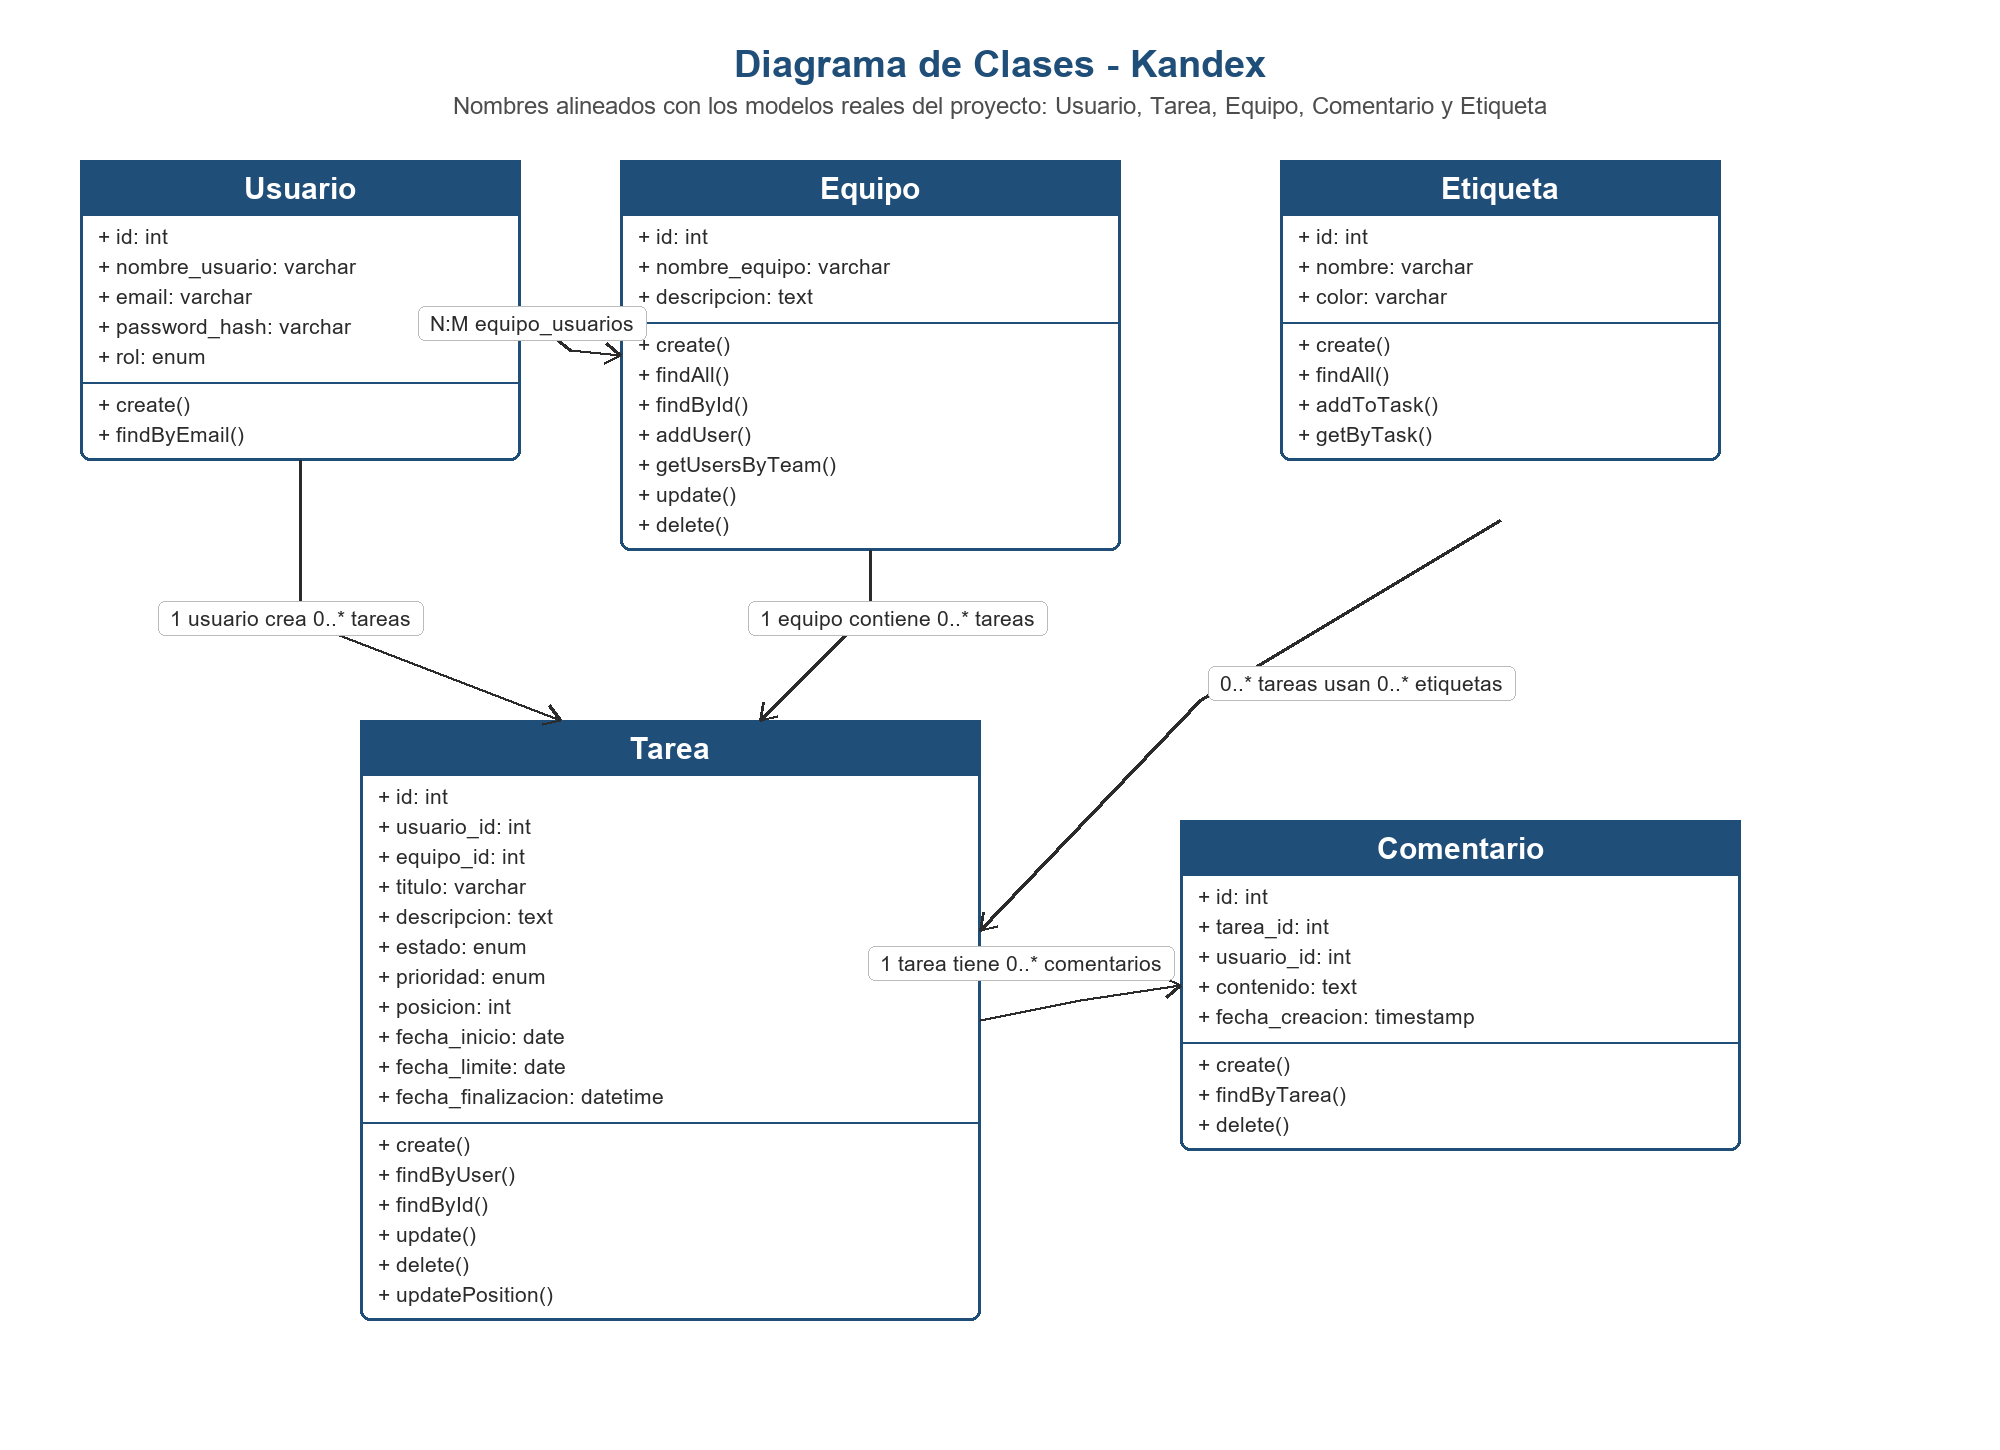 Diagrama de Clases - Kandex
Nombres alineados con los modelos reales del proyecto: Usuario, Tarea, Equipo, Comentario y Etiqueta
Usuario
+ id: int
+ nombre_usuario: varchar
+ email: varchar
+ password_hash: varchar
+ rol: enum
+ create()
+ findByEmail()
N:M equipo_usuarios
Equipo
+ id: int
+ nombre_equipo: varchar
+ descripcion: text
+ create()
+ findAll()
+ findById()
+ addUser()
+ getUsersByTeam()
+ update()
+ delete()
Etiqueta
+ id: int
+ nombre: varchar
+ color: varchar
+ create()
+ findAll()
+ addToTask()
+ getByTask()
1 usuario crea 0..* tareas
1 equipo contiene 0..* tareas
0..* tareas usan 0..* etiquetas
Tarea
+ id: int
+ usuario_id: int
+ equipo_id: int
+ titulo: varchar
+ descripcion: text
+ estado: enum
+ prioridad: enum
+ posicion: int
+ fecha_inicio: date
+ fecha_limite: date
+ fecha_finalizacion: datetime
+ create()
+ findByUser()
+ findById()
+ update()
+ delete()
+ updatePosition()
1 tarea tiene 0..* comentarios
Comentario
+ id: int
+ tarea_id: int
+ usuario_id: int
+ contenido: text
+ fecha_creacion: timestamp
+ create()
+ findByTarea()
+ delete()